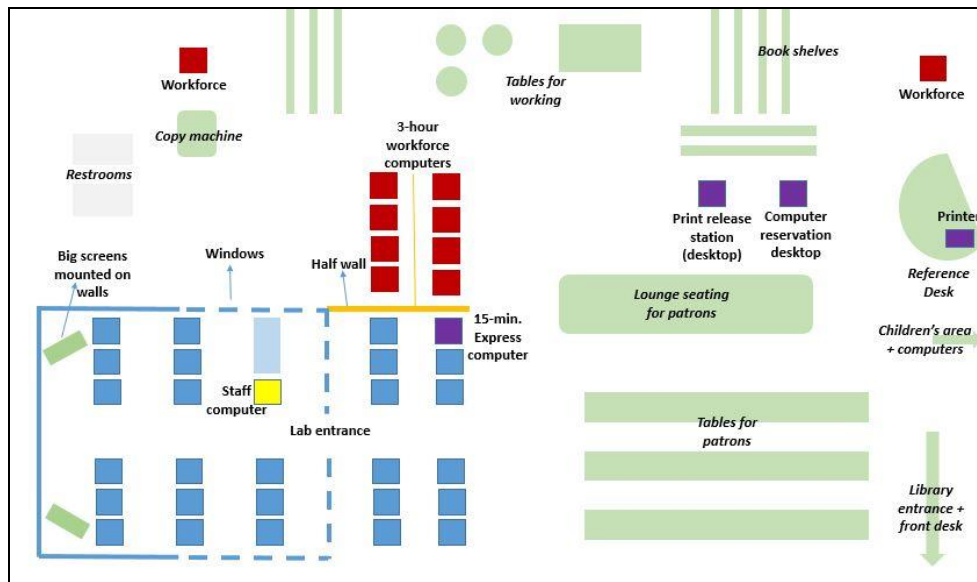 Book shelves
Workforce
Workforce
Tables for
working
Copy machine
3-hour
workforce
computers
Restrooms
Print release
station
(desktop)
Computer
reservation
desktop
Printer
Big screens
mounted on
walls
Windows
Half wall
Reference
Desk
Lounge seating
for patrons
15-min.
Express
computer
Children's area
+ computers
Staff
computer
Lab entrance
Tables for
patrons
Library
entrance +
front desk